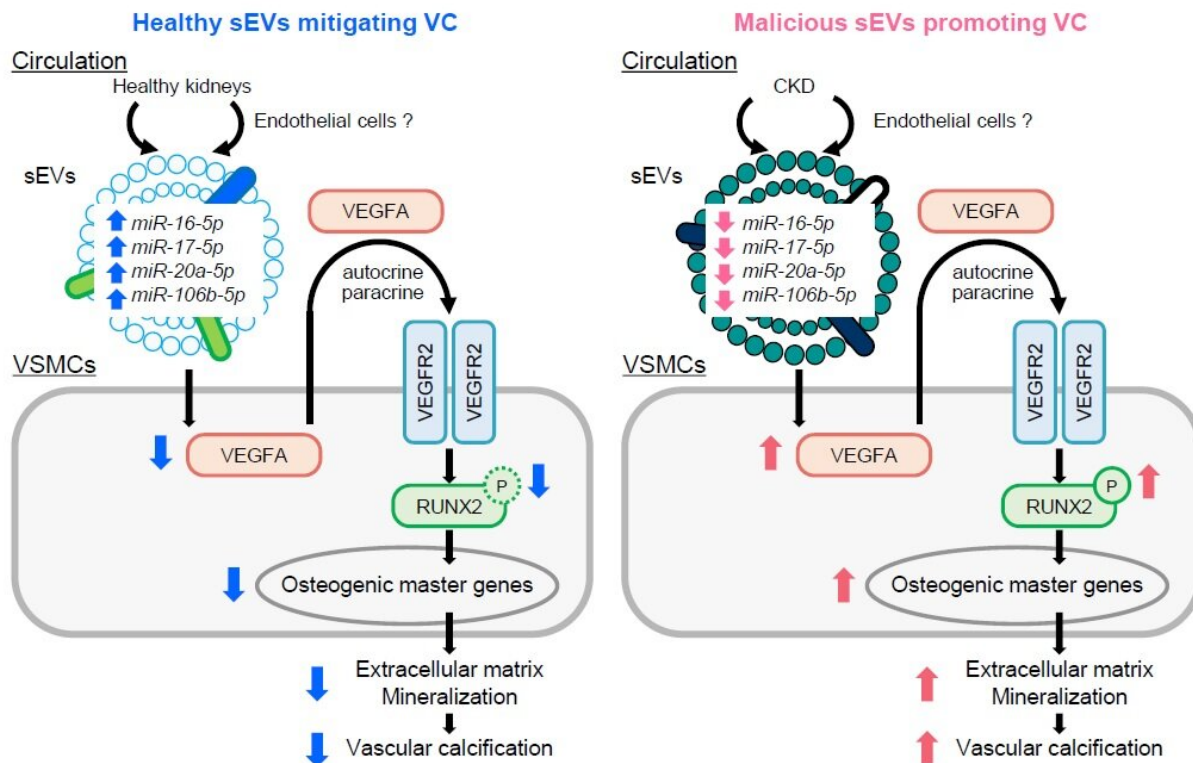 Healthy sEVs mitigating VC
Circulation
Healthy kidneys
Endothelial cells ?
sEVs
miR-16-5p
miR-17-5p
miR-20a-5p
miR-106b-5p
VEGFA
autocrine
paracrine
VSMCs
VEGFR2
VEGFR2
VEGFA
P
RUNX2
Osteogenic master genes
Extracellular matrix
Mineralization
Vascular calcification
Malicious sEVs promoting VC
Circulation
CKD
Endothelial cells ?
sEVs
miR-16-5p
miR-17-5p
miR-20a-5p
miR-106b-5p
VEGFA
autocrine
paracrine
VSMCs
VEGFR2
VEGFR2
VEGFA
P
RUNX2
Osteogenic master genes
Extracellular matrix
Mineralization
Vascular calcification